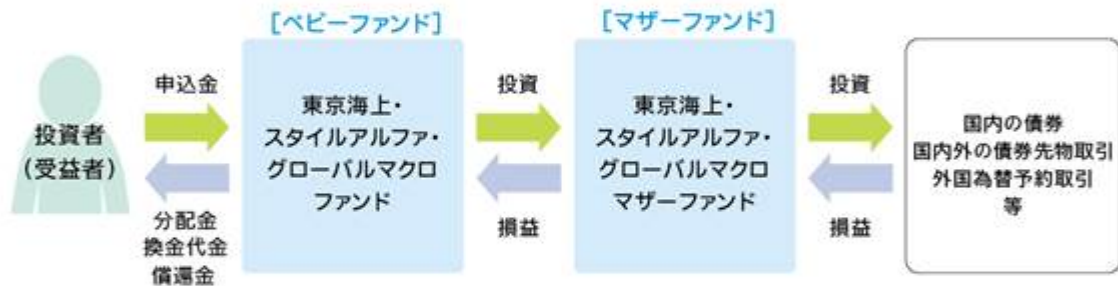 [ベビーファンド]
[マザーファンド]
投資者
(受益者)
申込金
分配金
換金代金
償還金
東京海上・
スタイルアルファ・
グローバルマクロ
ファンド
投資
損益
東京海上・
スタイルアルファ・
グローバルマクロ
マザーファンド
投資
損益
国内の債券
国内外の債券先物取引
外国為替予約取引
等